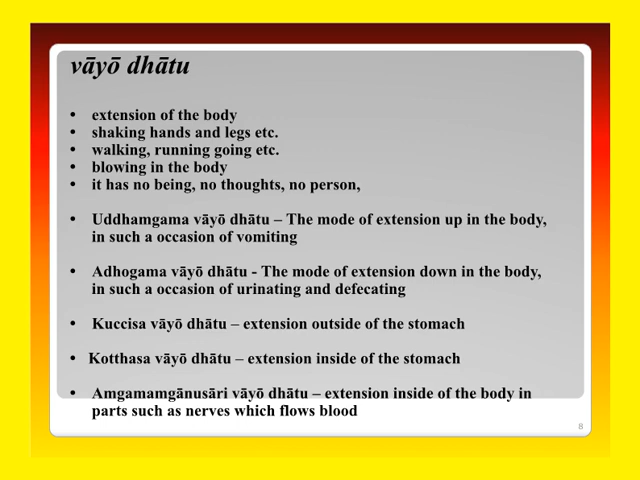 vāyō dhātu
• extension of the body
• shaking hands and legs etc.
• walking, running going etc.
• blowing in the body
• it has no being, no thoughts, no person,
• Uddhamgama vāyō dhātu – The mode of extension up in the body,
in such a occasion of vomiting
• Adhogama vāyō dhātu - The mode of extension down in the body,
in such a occasion of urinating and defecating
• Kuccisa vāyō dhātu – extension outside of the stomach
• Kotthasa vāyō dhātu – extension inside of the stomach
• Amgamamgānusāri vāyō dhātu – extension inside of the body in
parts such as nerves which flows blood
8